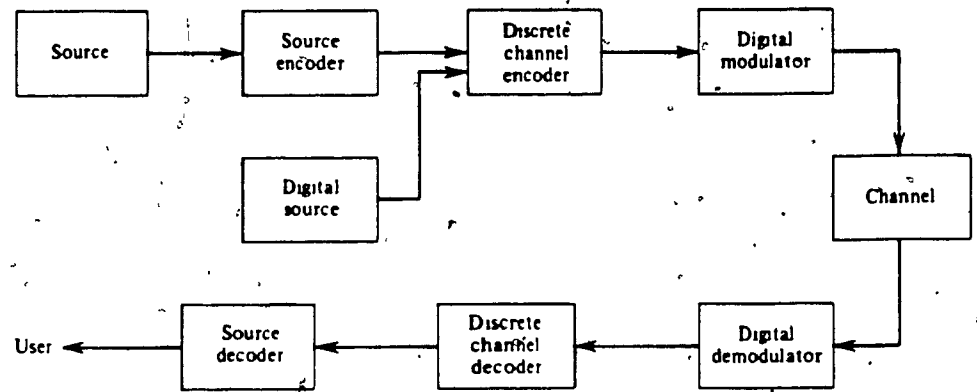 Source
Source
encoder
Discrete
channel
encoder
Digital
modulator
Digital
source
Channel
User
Source
decoder
Discrete
channel
decoder
Digital
demodulator